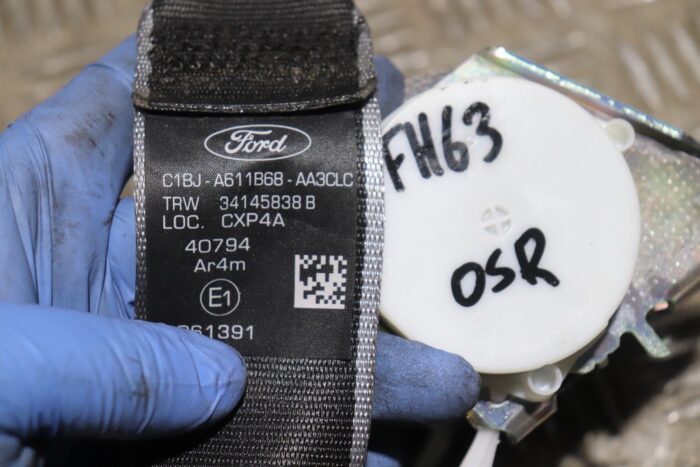 Ford
C1BJ-A611B68-AA3CLC
TRW 34145838 B
LOC. CXP4A
40794
Ar4m
E1
FH63
OSR